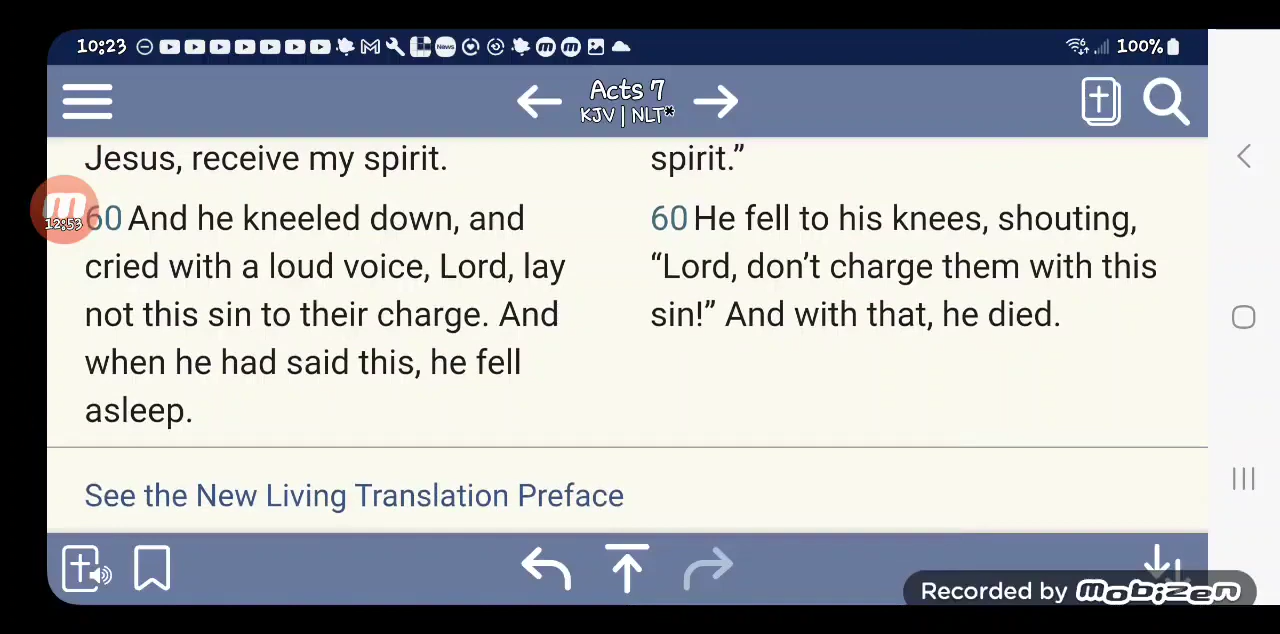 10:23 News 100%
Acts 7
KJV | NLT*
Jesus, receive my spirit.
60 And he kneeled down, and
cried with a loud voice, Lord, lay
not this sin to their charge. And
when he had said this, he fell
asleep.
spirit.”
60 He fell to his knees, shouting,
“Lord, don’t charge them with this
sin!” And with that, he died.
12:53
See the New Living Translation Preface
Recorded by mobizen